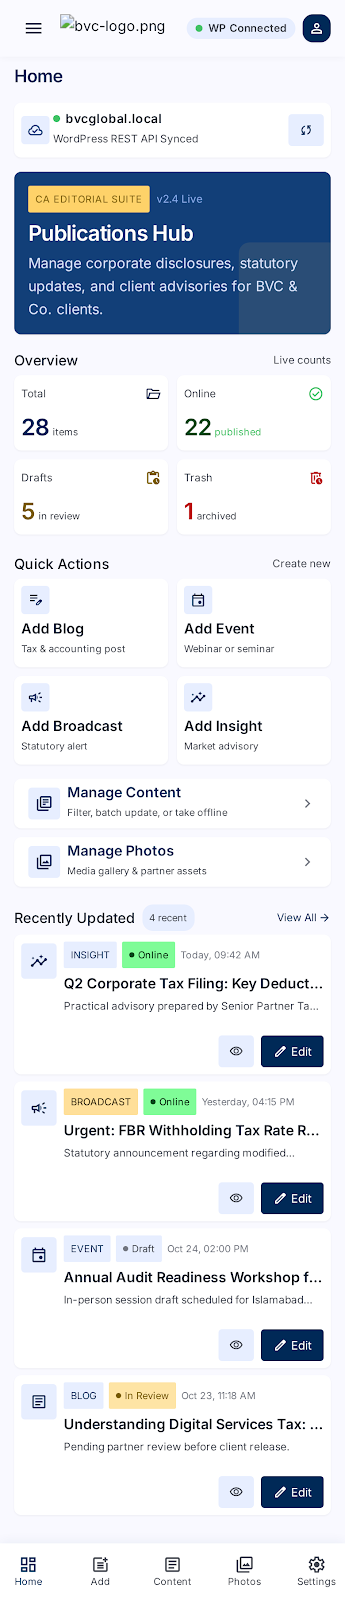 bvc-logo.png
WP Connected
Home
bvcglobal.local
WordPress REST API Synced
CA EDITORIAL SUITE
v2.4 Live
Publications Hub
Manage corporate disclosures, statutory
updates, and client advisories for BVC &
Co. clients.
Overview
Live counts
Total
28 items
Online
22 published
Drafts
5 in review
Trash
1 archived
Quick Actions
Create new
Add Blog
Tax & accounting post
Add Event
Webinar or seminar
Add Broadcast
Statutory alert
Add Insight
Market advisory
Manage Content
Filter, batch update, or take offline
Manage Photos
Media gallery & partner assets
Recently Updated
4 recent
View All →
INSIGHT
Online
Today, 09:42 AM
Q2 Corporate Tax Filing: Key Deduct...
Practical advisory prepared by Senior Partner Ta...
Edit
BROADCAST
Online
Yesterday, 04:15 PM
Urgent: FBR Withholding Tax Rate R...
Statutory announcement regarding modified...
Edit
EVENT
Draft
Oct 24, 02:00 PM
Annual Audit Readiness Workshop f...
In-person session draft scheduled for Islamabad...
Edit
BLOG
In Review
Oct 23, 11:18 AM
Understanding Digital Services Tax: ...
Pending partner review before client release.
Edit
Home
Add
Content
Photos
Settings